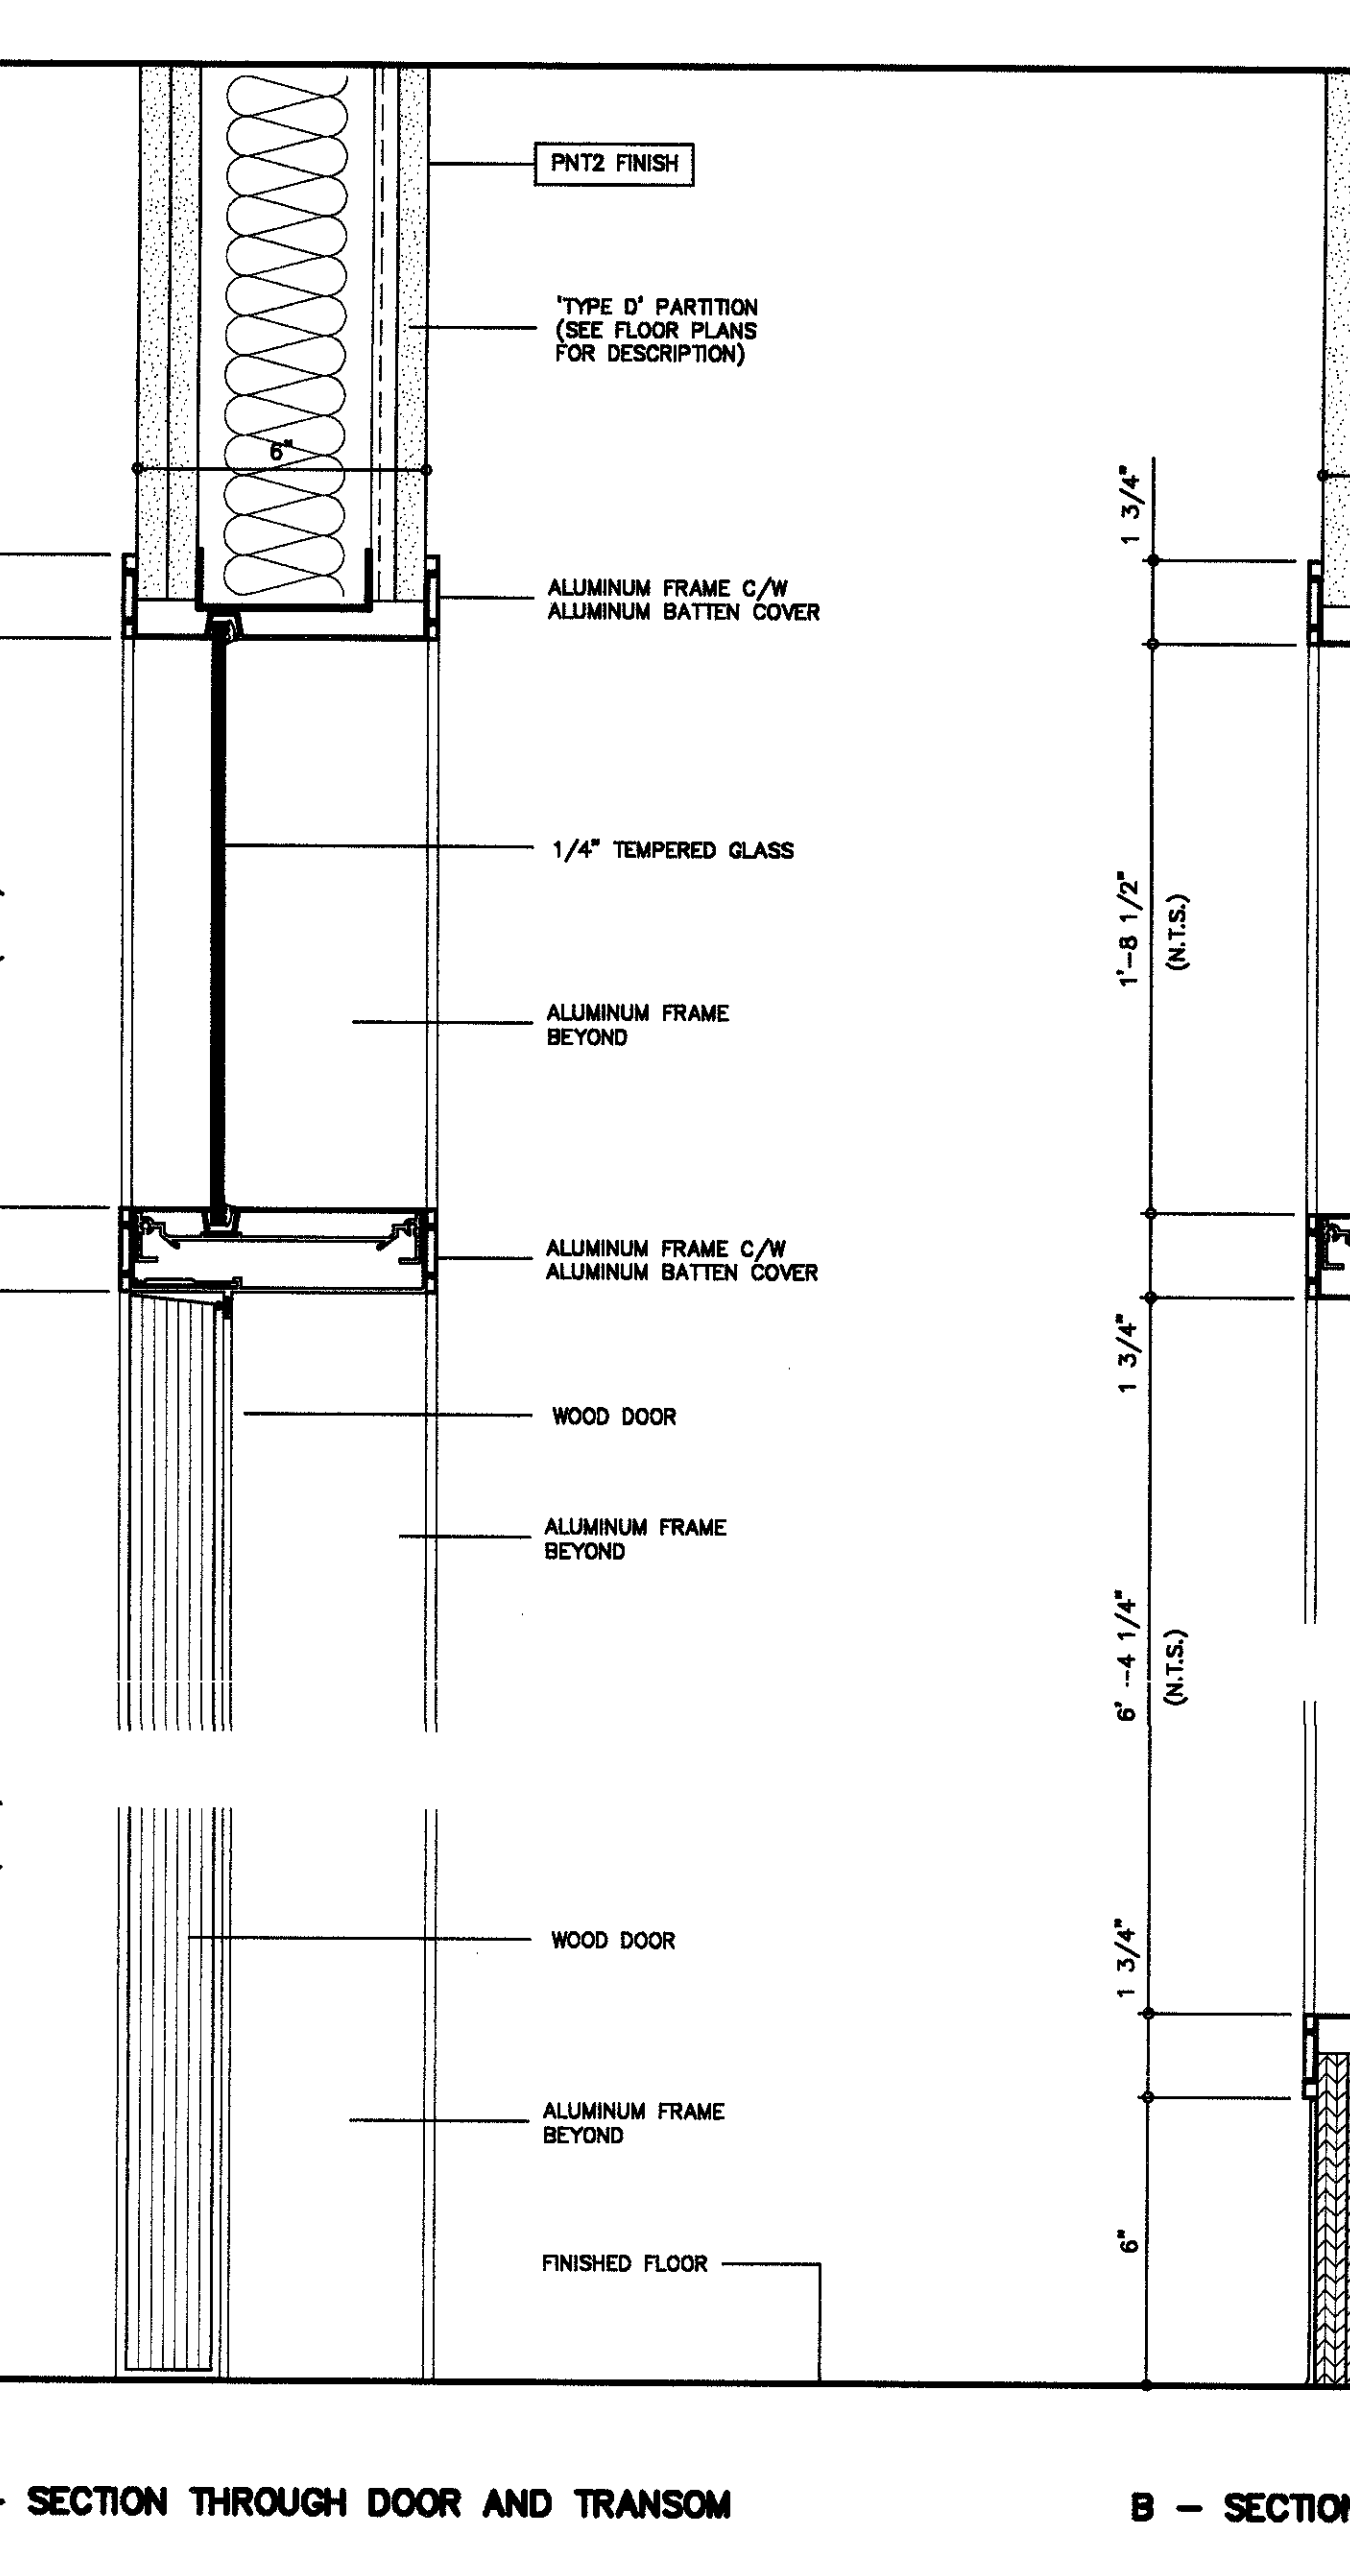 PNT2 FINISH
'TYPE D' PARTITION
(SEE FLOOR PLANS
FOR DESCRIPTION)
6"
ALUMINUM FRAME C/W
ALUMINUM BATTEN COVER
1/4" TEMPERED GLASS
ALUMINUM FRAME
BEYOND
ALUMINUM FRAME C/W
ALUMINUM BATTEN COVER
WOOD DOOR
ALUMINUM FRAME
BEYOND
WOOD DOOR
ALUMINUM FRAME
BEYOND
FINISHED FLOOR
1 3/4"
1'-8 1/2"
(N.T.S.)
1 3/4"
6'--4 1/4"
(N.T.S.)
1 3/4"
6"
- SECTION THROUGH DOOR AND TRANSOM
B - SECTION